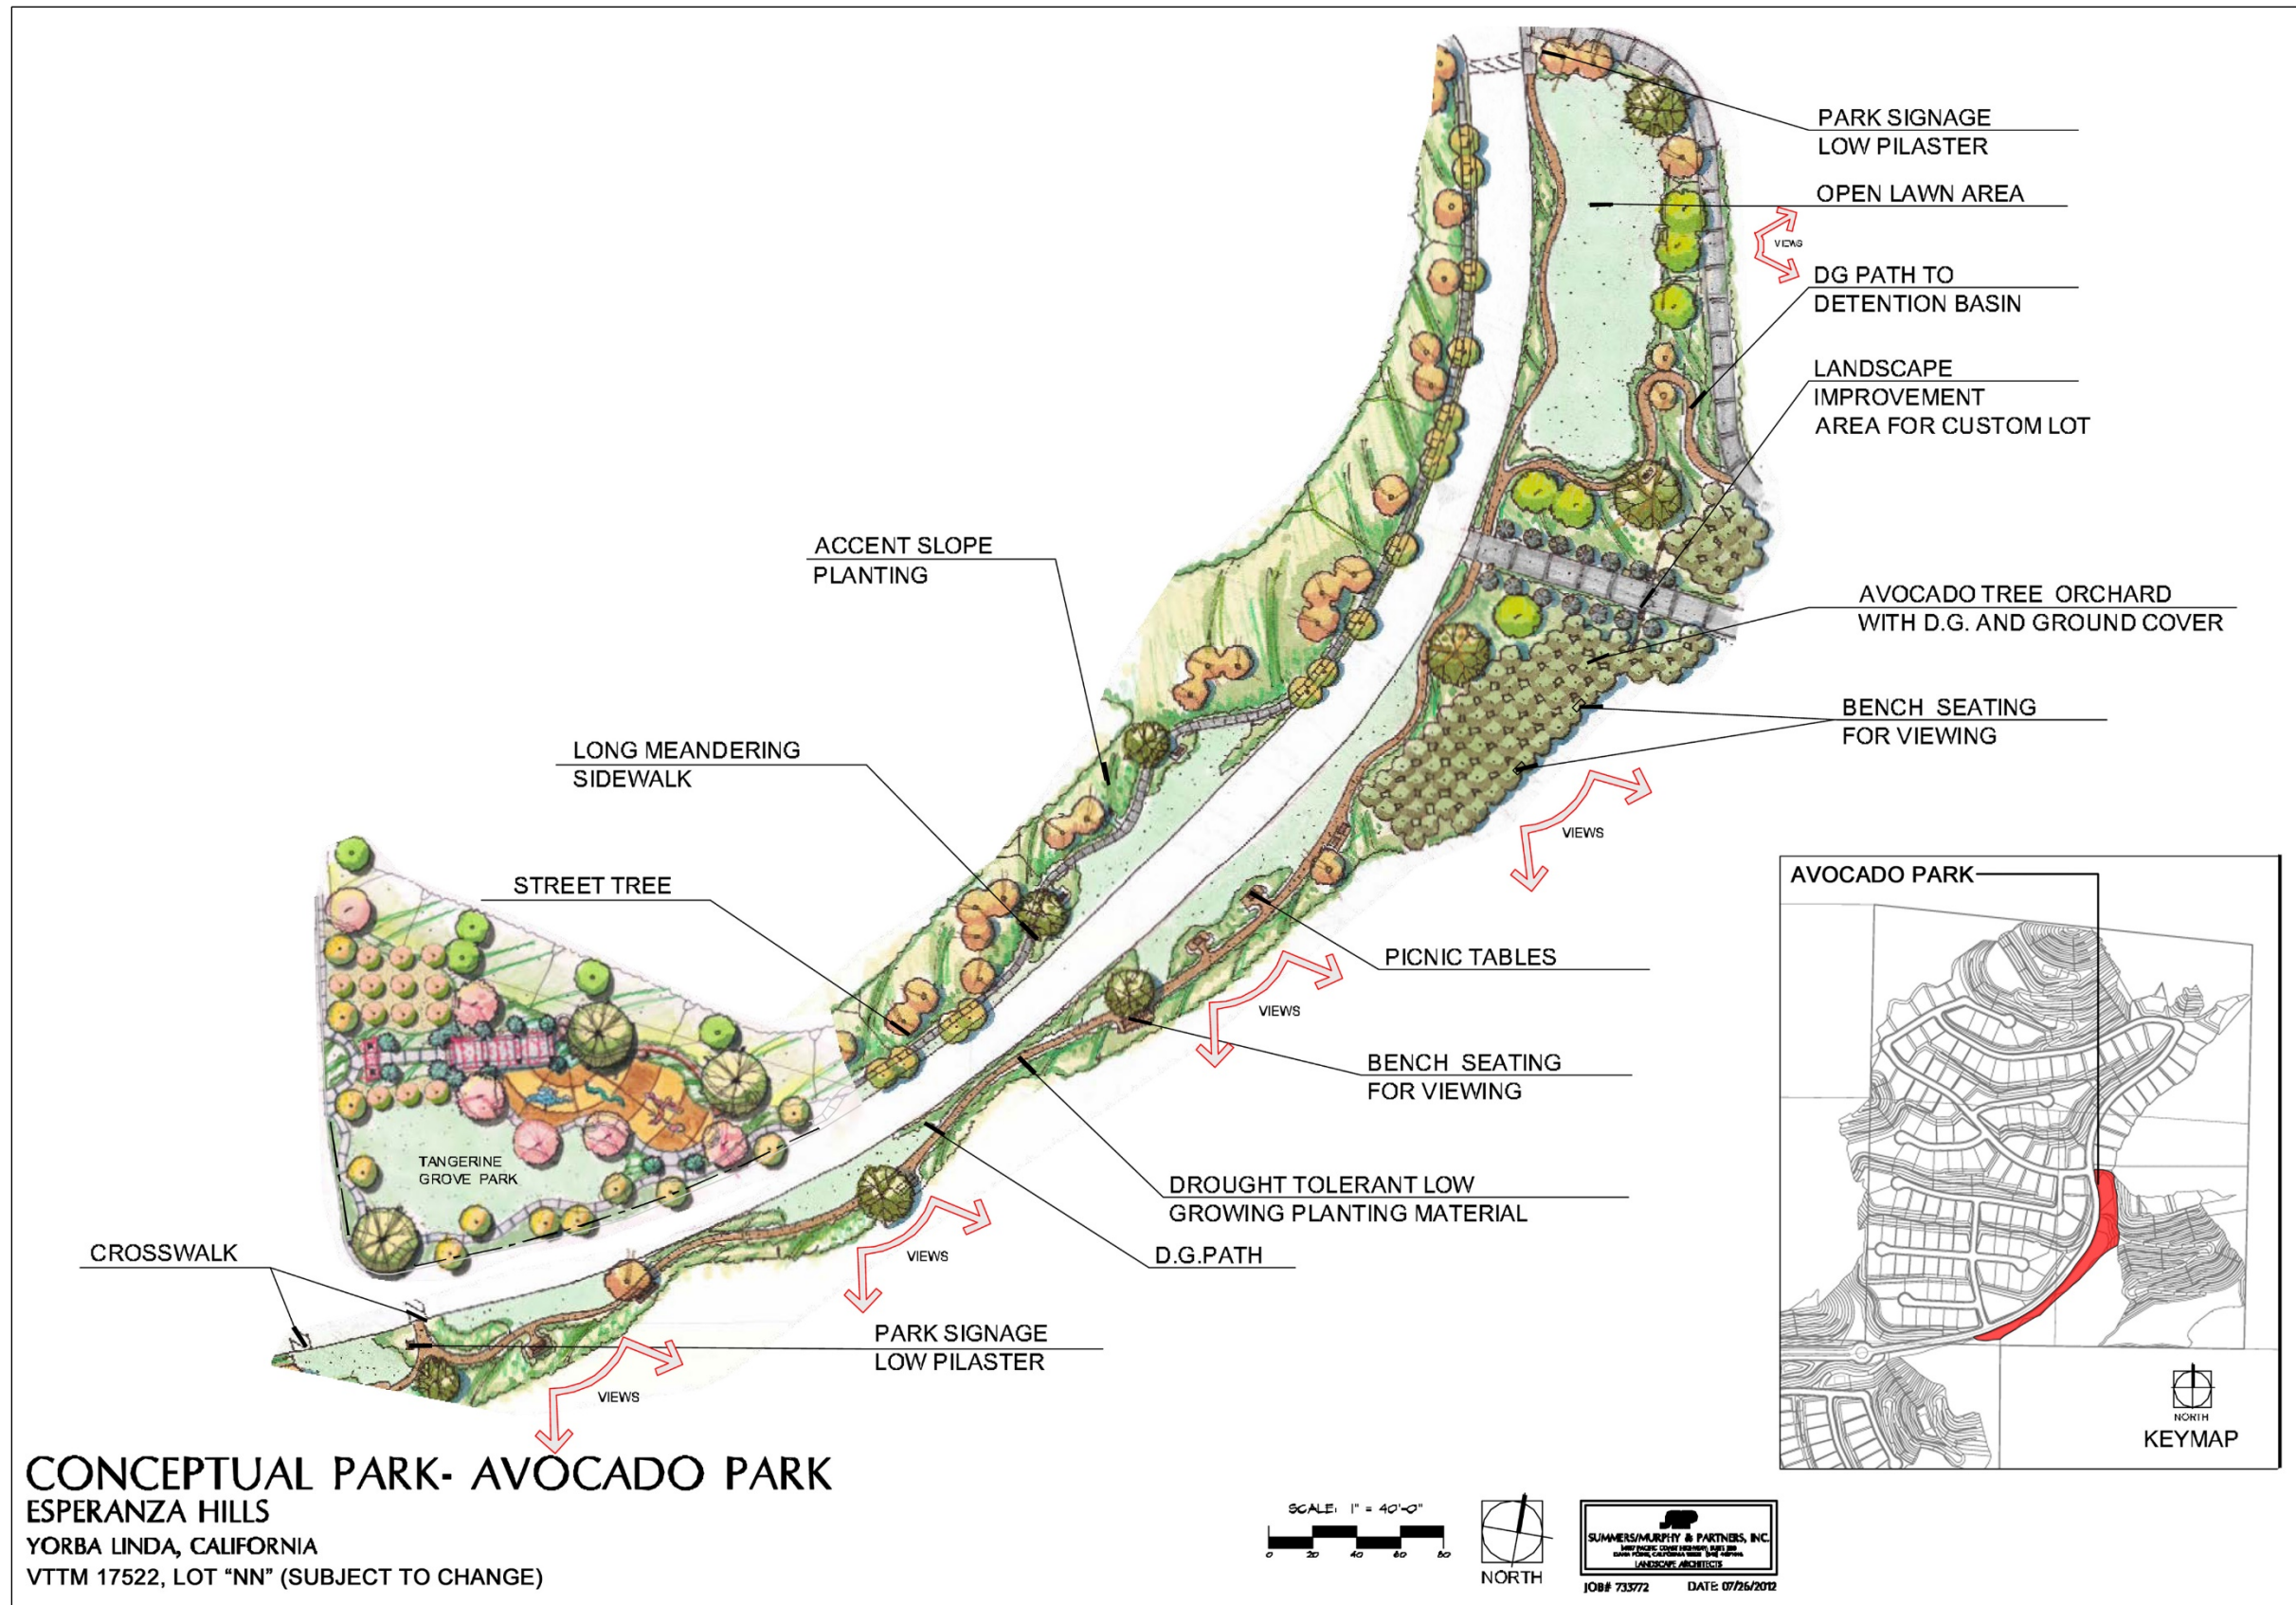 PARK SIGNAGE
LOW PILASTER
OPEN LAWN AREA
VIEWS
DG PATH TO
DETENTION BASIN
LANDSCAPE
IMPROVEMENT
AREA FOR CUSTOM LOT
ACCENT SLOPE
PLANTING
AVOCADO TREE ORCHARD
WITH D.G. AND GROUND COVER
BENCH SEATING
FOR VIEWING
LONG MEANDERING
SIDEWALK
VIEWS
STREET TREE
AVOCADO PARK
PICNIC TABLES
VIEWS
BENCH SEATING
FOR VIEWING
TANGERINE
GROVE PARK
DROUGHT TOLERANT LOW
GROWING PLANTING MATERIAL
CROSSWALK
D.G.PATH
VIEWS
PARK SIGNAGE
LOW PILASTER
VIEWS
NORTH
KEYMAP
CONCEPTUAL PARK- AVOCADO PARK
ESPERANZA HILLS
YORBA LINDA, CALIFORNIA
VTTM 17522, LOT “NN” (SUBJECT TO CHANGE)
SCALE: 1" = 40'-0"
0 20 40 60 80
NORTH
SUMMERS/MURPHY & PARTNERS, INC.
LANDSCAPE ARCHITECTS
JOB# 733772 DATE: 07/26/2012